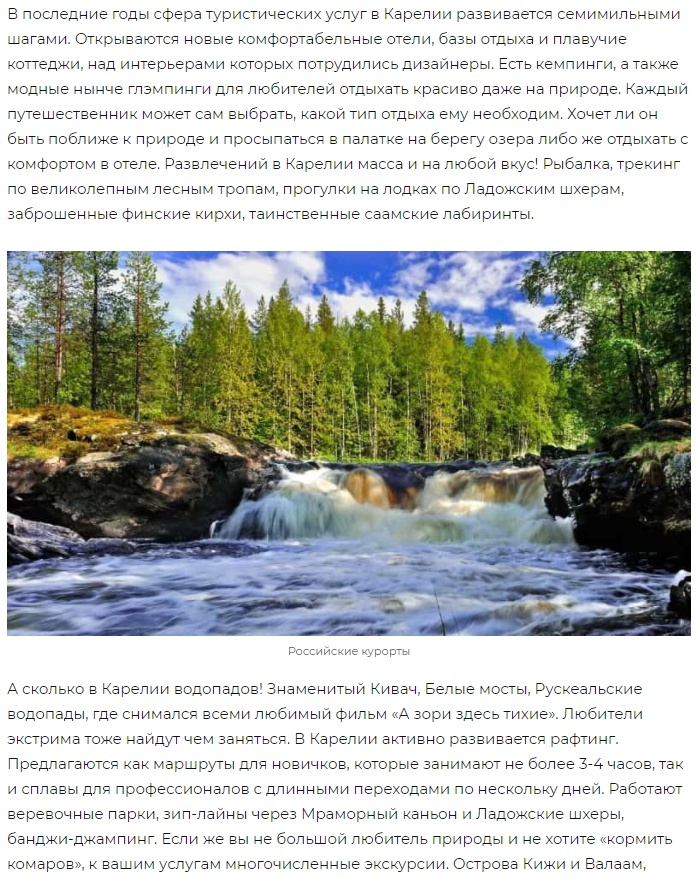 В последние годы сфера туристических услуг в Карелии развивается семимильными
шагами. Открываются новые комфортабельные отели, базы отдыха и плавучие
коттеджи, над интерьерами которых потрудились дизайнеры. Есть кемпинги, а также
модные нынче глэмпинги для любителей отдыхать красиво даже на природе. Каждый
путешественник может сам выбрать, какой тип отдыха ему необходим. Хочет ли он
быть поближе к природе и просыпаться в палатке на берегу озера либо же отдыхать с
комфортом в отеле. Развлечений в Карелии масса и на любой вкус! Рыбалка, трекинг
по великолепным лесным тропам, прогулки на лодках по Ладожским шхерам,
заброшенные финские кирхи, таинственные саамские лабиринты.
Российские курорты
А сколько в Карелии водопадов! Знаменитый Кивач, Белые мосты, Рускеальские
водопады, где снимался всеми любимый фильм «А зори здесь тихие». Любители
экстрима тоже найдут чем заняться. В Карелии активно развивается рафтинг.
Предлагаются как маршруты для новичков, которые занимают не более 3-4 часов, так
и сплавы для профессионалов с длинными переходами по нескольку дней. Работают
веревочные парки, зип-лайны через Мраморный каньон и Ладожские шхеры,
банджи-джампинг. Если же вы не большой любитель природы и не хотите «кормить
комаров», к вашим услугам многочисленные экскурсии. Острова Кижи и Валаам,